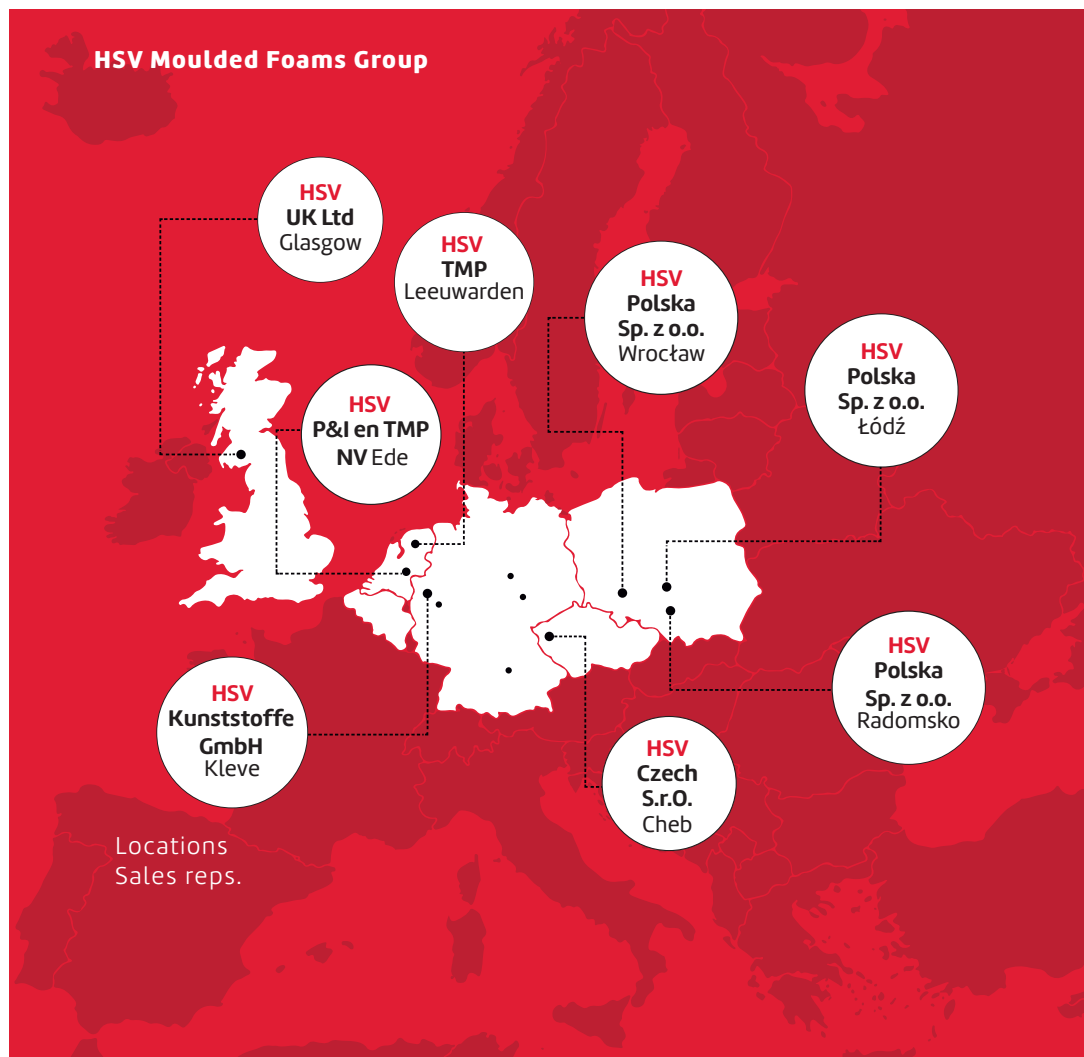 HSV Moulded Foams Group
HSV
UK Ltd
Glasgow
HSV
TMP
Leeuwarden
HSV
Polska
Sp. z o.o.
Wrocław
HSV
Polska
Sp. z o.o.
Łódź
HSV
P&I en TMP
NV Ede
HSV
Polska
Sp. z o.o.
Radomsko
HSV
Kunststoffe
GmbH
Kleve
HSV
Czech
S.r.O.
Cheb
Locations
Sales reps.